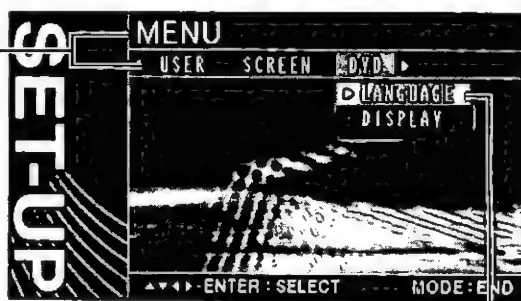 SET-UP
MENU
USER SCREEN DVD
LANGUAGE
DISPLAY
▲▼◀▶·ENTER:SELECT MODE:END